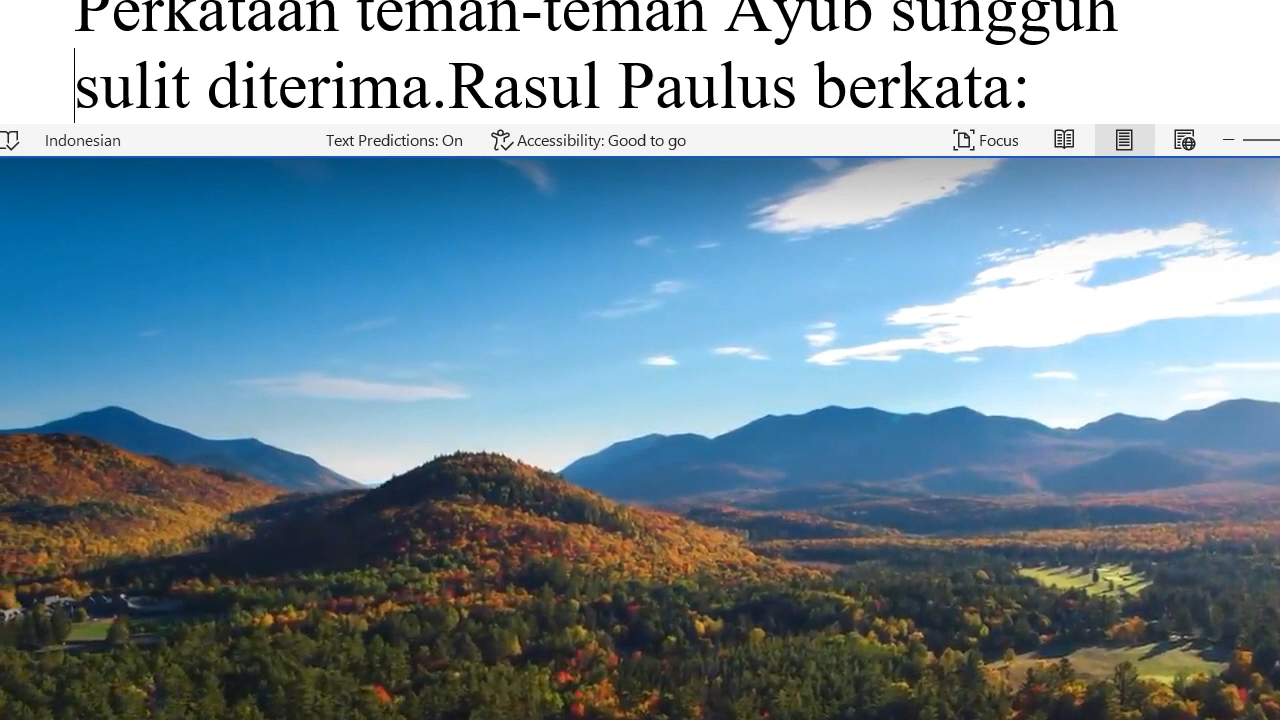 Perkataan teman-teman Ayub sungguh
sulit diterima.Rasul Paulus berkata:
Indonesian Text Predictions: On Accessibility: Good to go Focus